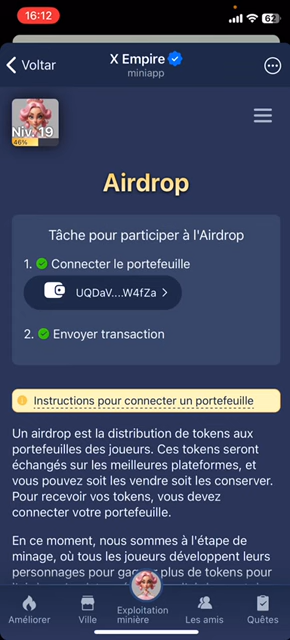 16:12
62
Voltar
X Empire
miniapp
Niv. 19
46%
Airdrop
Tâche pour participer à l'Airdrop
1. Connecter le portefeuille
UQDaV....W4fZa
2. Envoyer transaction
Instructions pour connecter un portefeuille
Un airdrop est la distribution de tokens aux
portefeuilles des joueurs. Ces tokens seront
échangés sur les meilleures plateformes, et
vous pouvez soit les vendre soit les conserver.
Pour recevoir vos tokens, vous devez
connecter votre portefeuille.
En ce moment, nous sommes à l'étape de
minage, où tous les joueurs développent leurs
personnages pour gagner plus de tokens pour
Améliorer
Ville
Exploitation
minière
Les amis
Quêtes